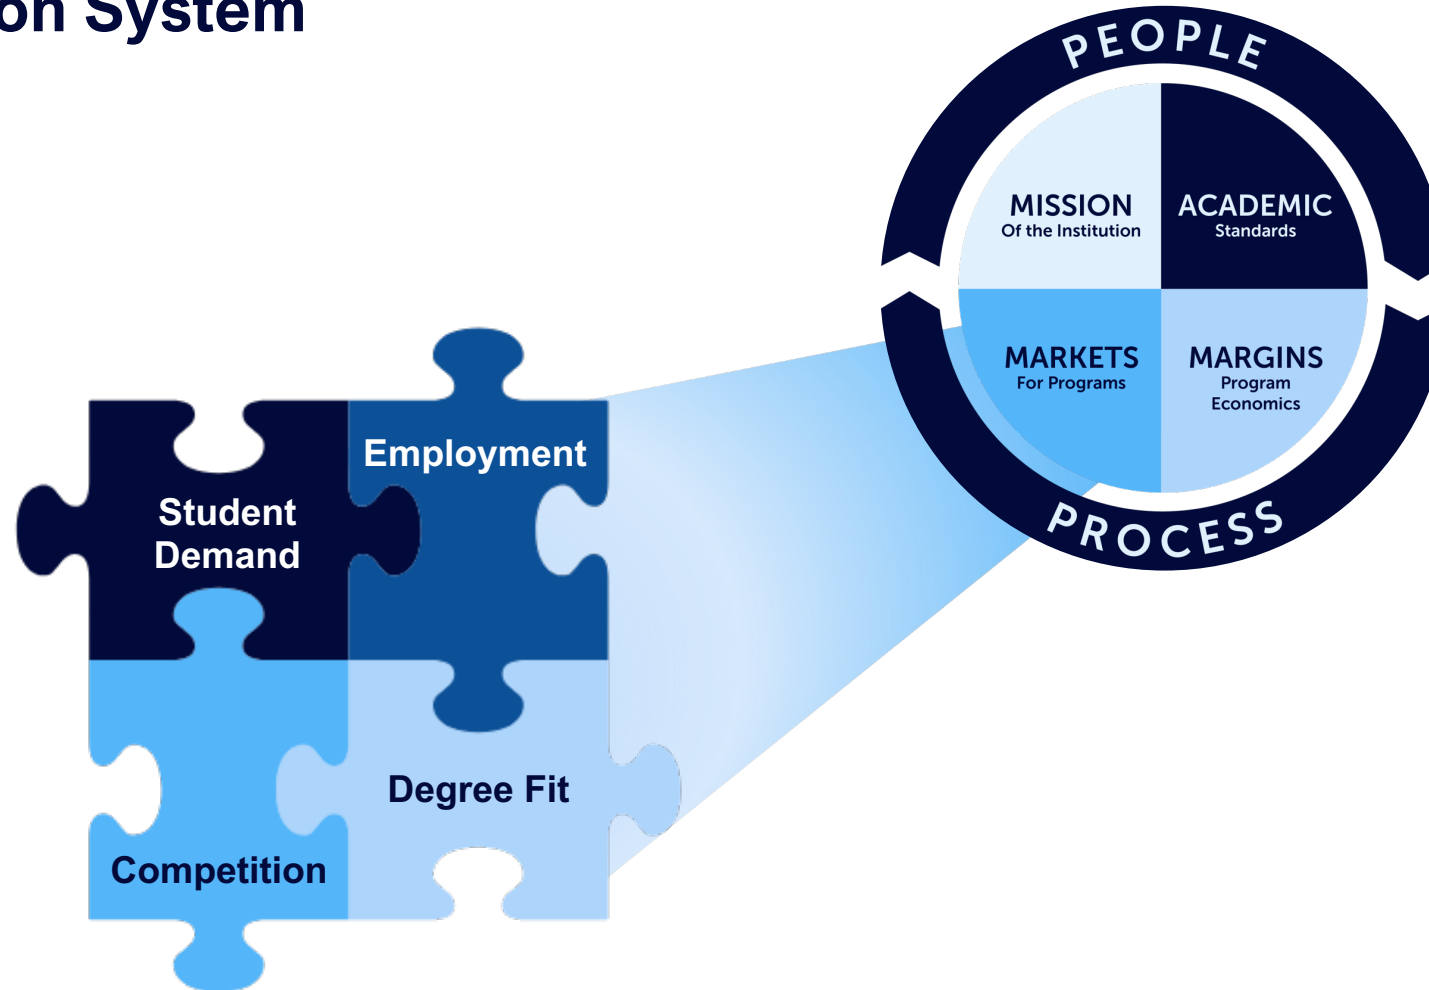 on System
PEOPLE
MISSION
Of the Institution
ACADEMIC
Standards
MARKETS
For Programs
MARGINS
Program
Economics
PROCESS
Employment
Student
Demand
Degree Fit
Competition